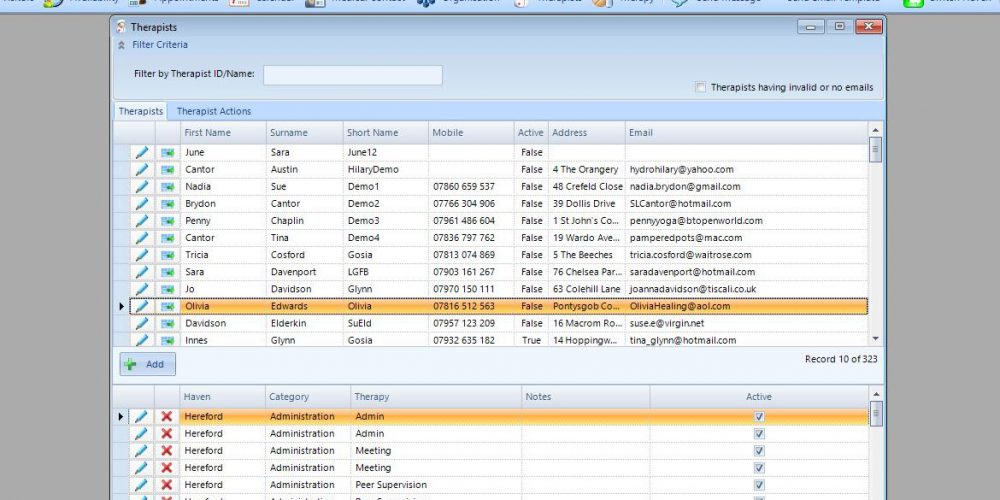 Therapists
Filter Criteria
Filter by Therapist ID/Name:
Therapists having invalid or no emails
Therapists Therapist Actions
First Name Surname Short Name Mobile Active Address Email
June Sara June12 False
Cantor Austin HilaryDemo False 4 The Orangery hydrohilary@yahoo.com
Nadia Sue Demo1 07860 659 537 False 48 Crefeld Close nadia.brydon@gmail.com
Brydon Cantor Demo2 07766 304 906 False 39 Dollis Drive SLCantor@hotmail.com
Penny Chaplin Demo3 07961 486 604 False 1 St John's Co... pennyyoga@btopenworld.com
Cantor Tina Demo4 07836 797 762 False 19 Wardo Ave... pamperedpots@mac.com
Tricia Cosford Gosia 07813 074 869 False 5 The Beeches tricia.cosford@waitrose.com
Sara Davenport LGFB 07903 161 267 False 76 Chelsea Par... saradavenport@hotmail.com
Jo Davidson Glynn 07970 150 111 False 63 Colehill Lane joannadavidson@tiscali.co.uk
Olivia Edwards Olivia 07816 512 563 False Pontysgob Co... OliviaHealing@aol.com
Davidson Elderkin SuEld 07957 123 209 False 16 Macrom Ro... suse.e@virgin.net
Innes Glynn Gosia 07932 635 182 True 14 Hoppingw... tina_glynn@hotmail.com
Add
Record 10 of 323
Haven Category Therapy Notes Active
Hereford Administration Admin
Hereford Administration Admin
Hereford Administration Meeting
Hereford Administration Meeting
Hereford Administration Peer Supervision